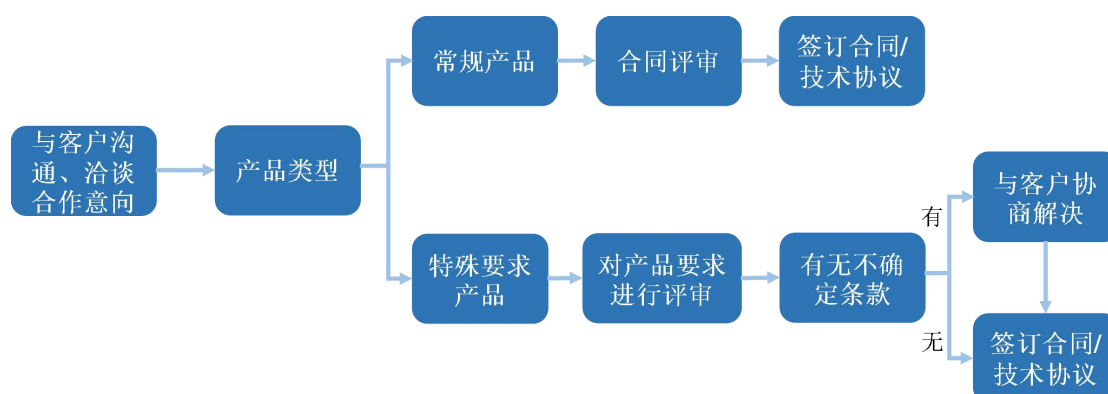 与客户沟
通、洽谈
合作意向
产品类型
常规产品
合同评审
签订合同/
技术协议
特殊要求
产品
对产品要求
进行评审
有无不确
定条款
有
与客户协
商解决
无
签订合同/
技术协议